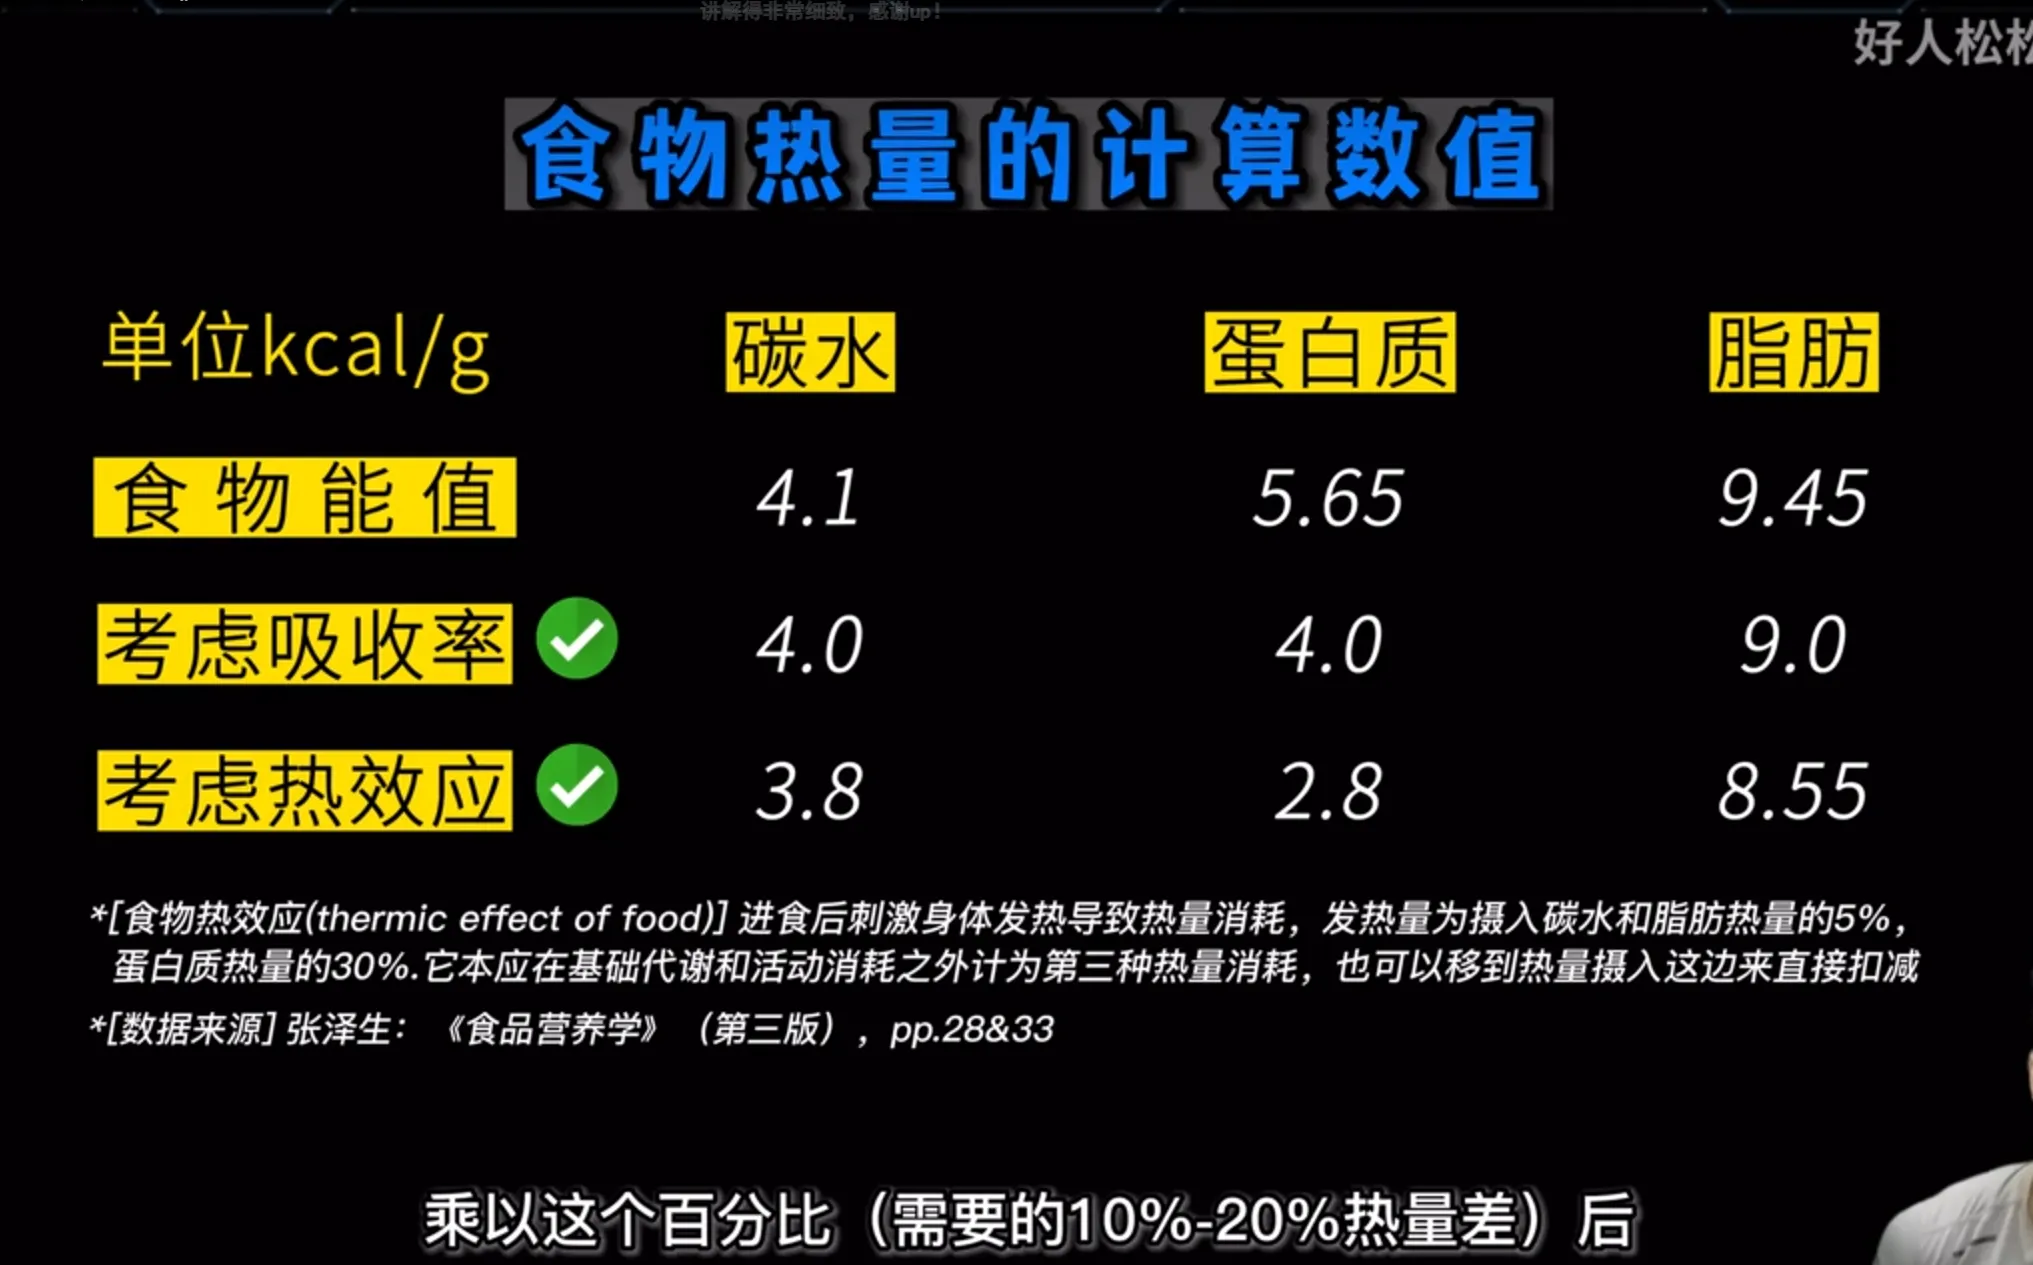 讲解得非常细致，感谢up！
好人松松
食物热量的计算数值
单位kcal/g 碳水 蛋白质 脂肪
食物能值 4.1 5.65 9.45
考虑吸收率 4.0 4.0 9.0
考虑热效应 3.8 2.8 8.55
*[食物热效应(thermic effect of food)] 进食后刺激身体发热导致热量消耗，发热量为摄入碳水和脂肪热量的5%，
蛋白质热量的30%.它本应在基础代谢和活动消耗之外计为第三种热量消耗，也可以移到热量摄入这边来直接扣减
*[数据来源] 张泽生：《食品营养学》（第三版），pp.28&33
乘以这个百分比（需要的10%-20%热量差）后